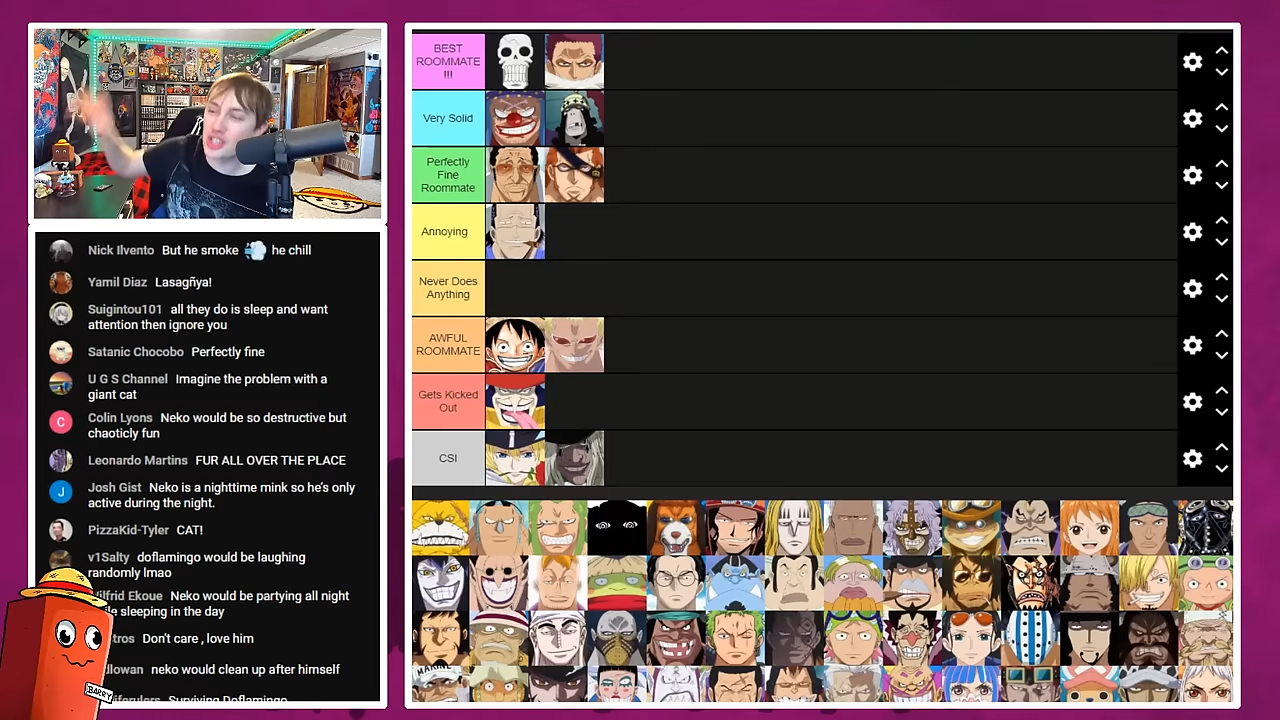 BEST
ROOMMATE
!!!
Very Solid
Perfectly
Fine
Roommate
Annoying
Never Does
Anything
AWFUL
ROOMMATE
Gets Kicked
Out
CSI
Nick Ilvento But he smoke 💨 he chill
Yamil Diaz Lasagñya!
Suigintou101 all they do is sleep and want
attention then ignore you
Satanic Chocobo Perfectly fine
U G S Channel Imagine the problem with a
giant cat
C
Colin Lyons Neko would be so destructive but
chaoticly fun
Leonardo Martins FUR ALL OVER THE PLACE
J
Josh Gist Neko is a nighttime mink so he's only
active during the night.
PizzaKid-Tyler CAT!
v1Salty doflamingo would be laughing
randomly lmao
Ekoue Neko would be partying all night
sleeping in the day
Don't care , love him
neko would clean up after himself
Surviving Doflamingo
BARRY
MARINE